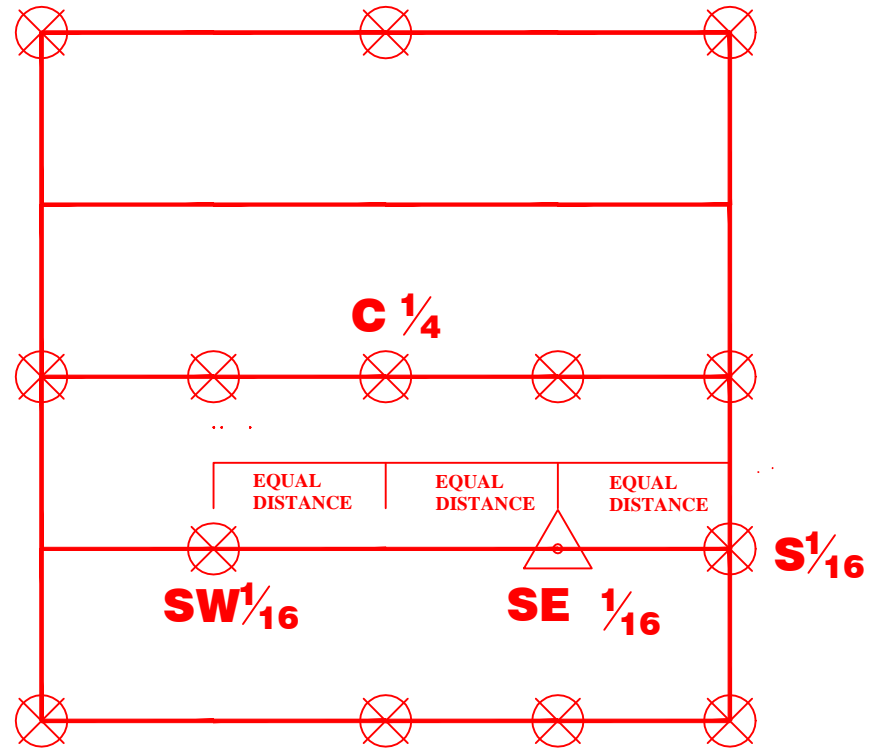 C 1/4
EQUAL
DISTANCE
EQUAL
DISTANCE
EQUAL
DISTANCE
S1/16
SW1/16
SE 1/16